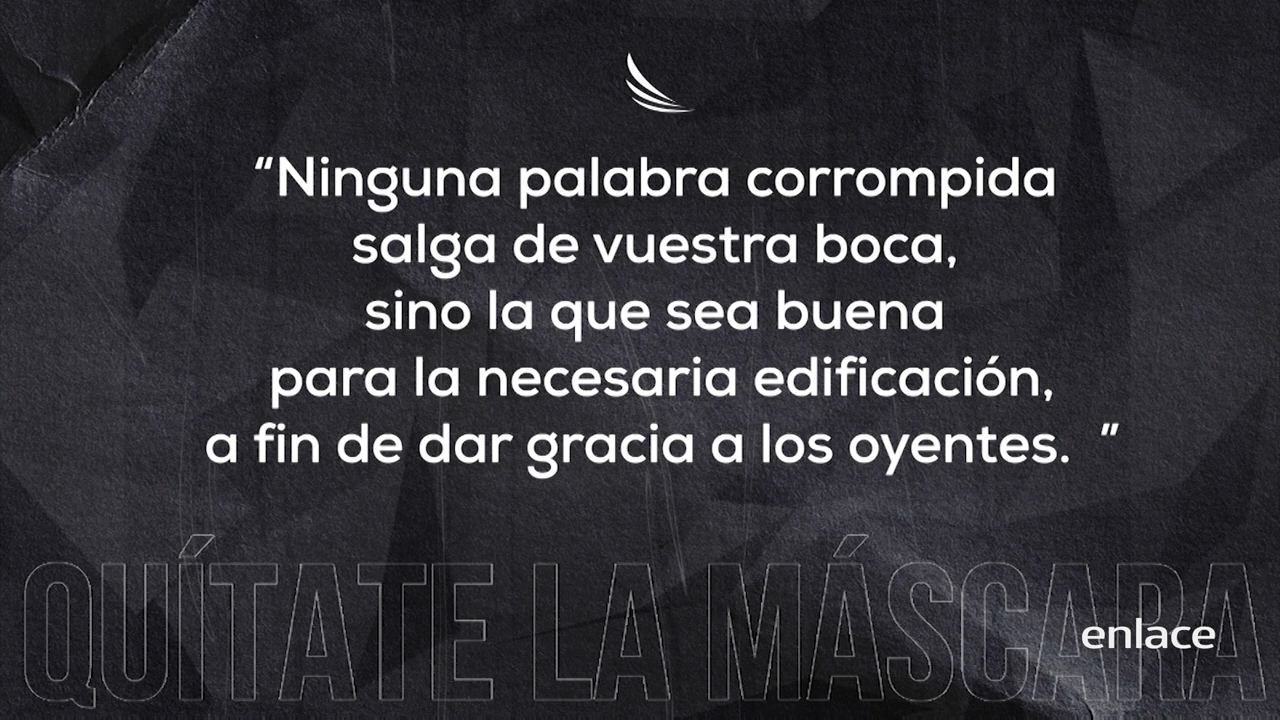 “Ninguna palabra corrompida
salga de vuestra boca,
sino la que sea buena
para la necesaria edificación,
a fin de dar gracia a los oyentes. ”
QUÍTATE LA MÁSCARA
enlace